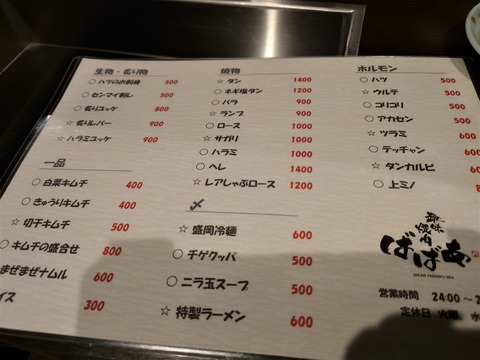 生物・炙り物
○ ハツのお刺身 500
○ センマイ刺し 500
○ 炙りユッケ 800
☆ 炙りレバー 900
☆ ハラミユッケ 900
一品
○ 白菜キムチ 400
○ きゅうりキムチ 400
☆ 切干キムチ 500
○ キムチの盛合せ 800
まぜまぜナムル 600
イス 300
焼物
☆ タン 1400
○ ネギ塩タン 1200
○ バラ 900
☆ ランプ 900
○ ロース 1000
☆ サガリ 1000
○ ハラミ 1000
○ ヘレ 1400
☆ レアしゃぶロース 1200
〆
☆ 盛岡冷麺 600
○ チゲクッパ 500
○ ニラ玉スープ 500
☆ 特製ラーメン 600
ホルモン
○ ハツ 500
☆ ウルテ 500
○ コリコリ 500
○ アカセン 500
☆ ツラミ 600
○ テッチャン 600
☆ タンカルビ 60
○ 上ミノ
趣味
焼肉
ばばあ
営業時間 24:00～2
定休日 火曜 水